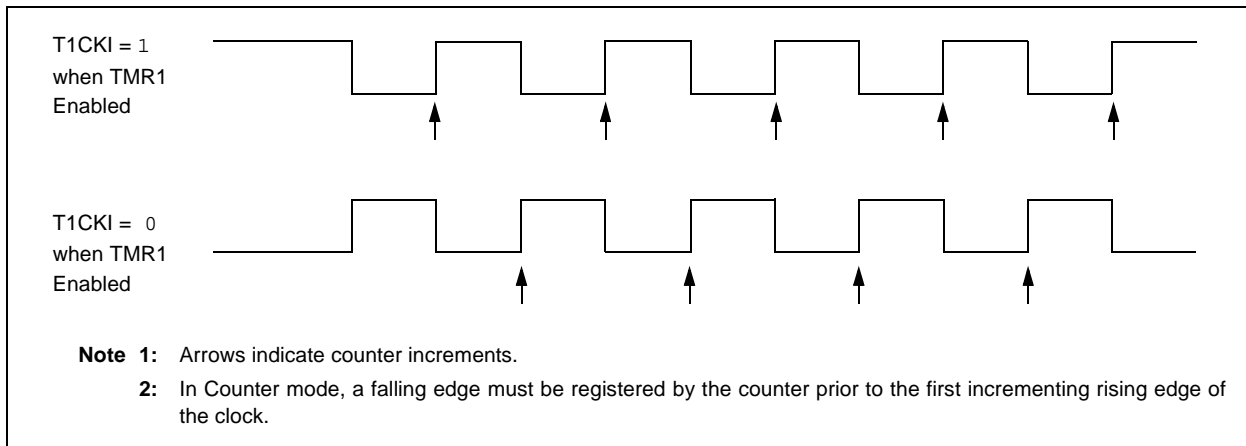 T1CKI = 1
when TMR1
Enabled
T1CKI = 0
when TMR1
Enabled
Note 1: Arrows indicate counter increments.
2: In Counter mode, a falling edge must be registered by the counter prior to the first incrementing rising edge of
the clock.